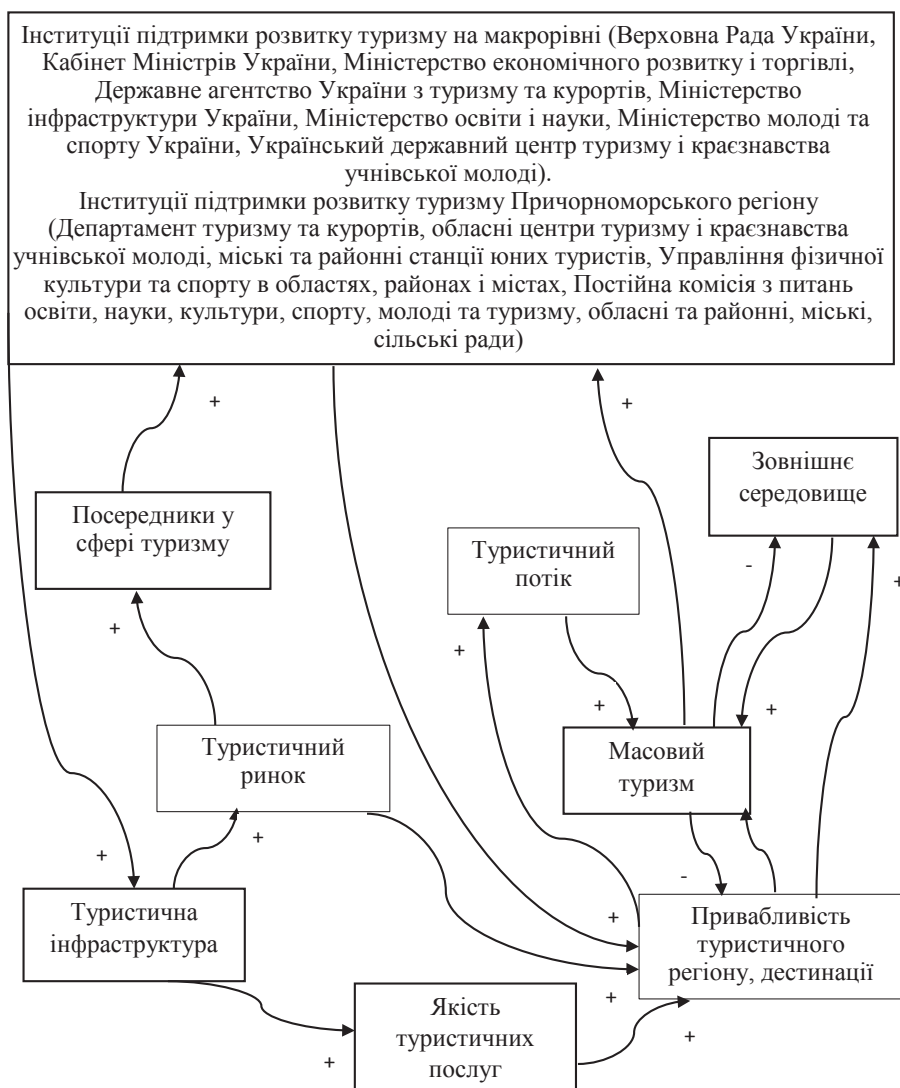 Інституції підтримки розвитку туризму на макрорівні (Верховна Рада України,
Кабінет Міністрів України, Міністерство економічного розвитку і торгівлі,
Державне агентство України з туризму та курортів, Міністерство
інфраструктури України, Міністерство освіти і науки, Міністерство молоді та
спорту України, Український державний центр туризму і краєзнавства
учнівської молоді).
Інституції підтримки розвитку туризму Причорноморського регіону
(Департамент туризму та курортів, обласні центри туризму і краєзнавства
учнівської молоді, міські та районні станції юних туристів, Управління фізичної
культури та спорту в областях, районах і містах, Постійна комісія з питань
освіти, науки, культури, спорту, молоді та туризму, обласні та районні, міські,
сільські ради)
+
+
Зовнішнє
середовище
Посередники у
сфері туризму
Туристичний
потік
-
+
+
+
+
+
Туристичний
ринок
Масовий
туризм
+
+
-
Туристична
інфраструктура
+
Привабливість
туристичного
регіону, дестинації
+
Якість
туристичних
послуг
+
+